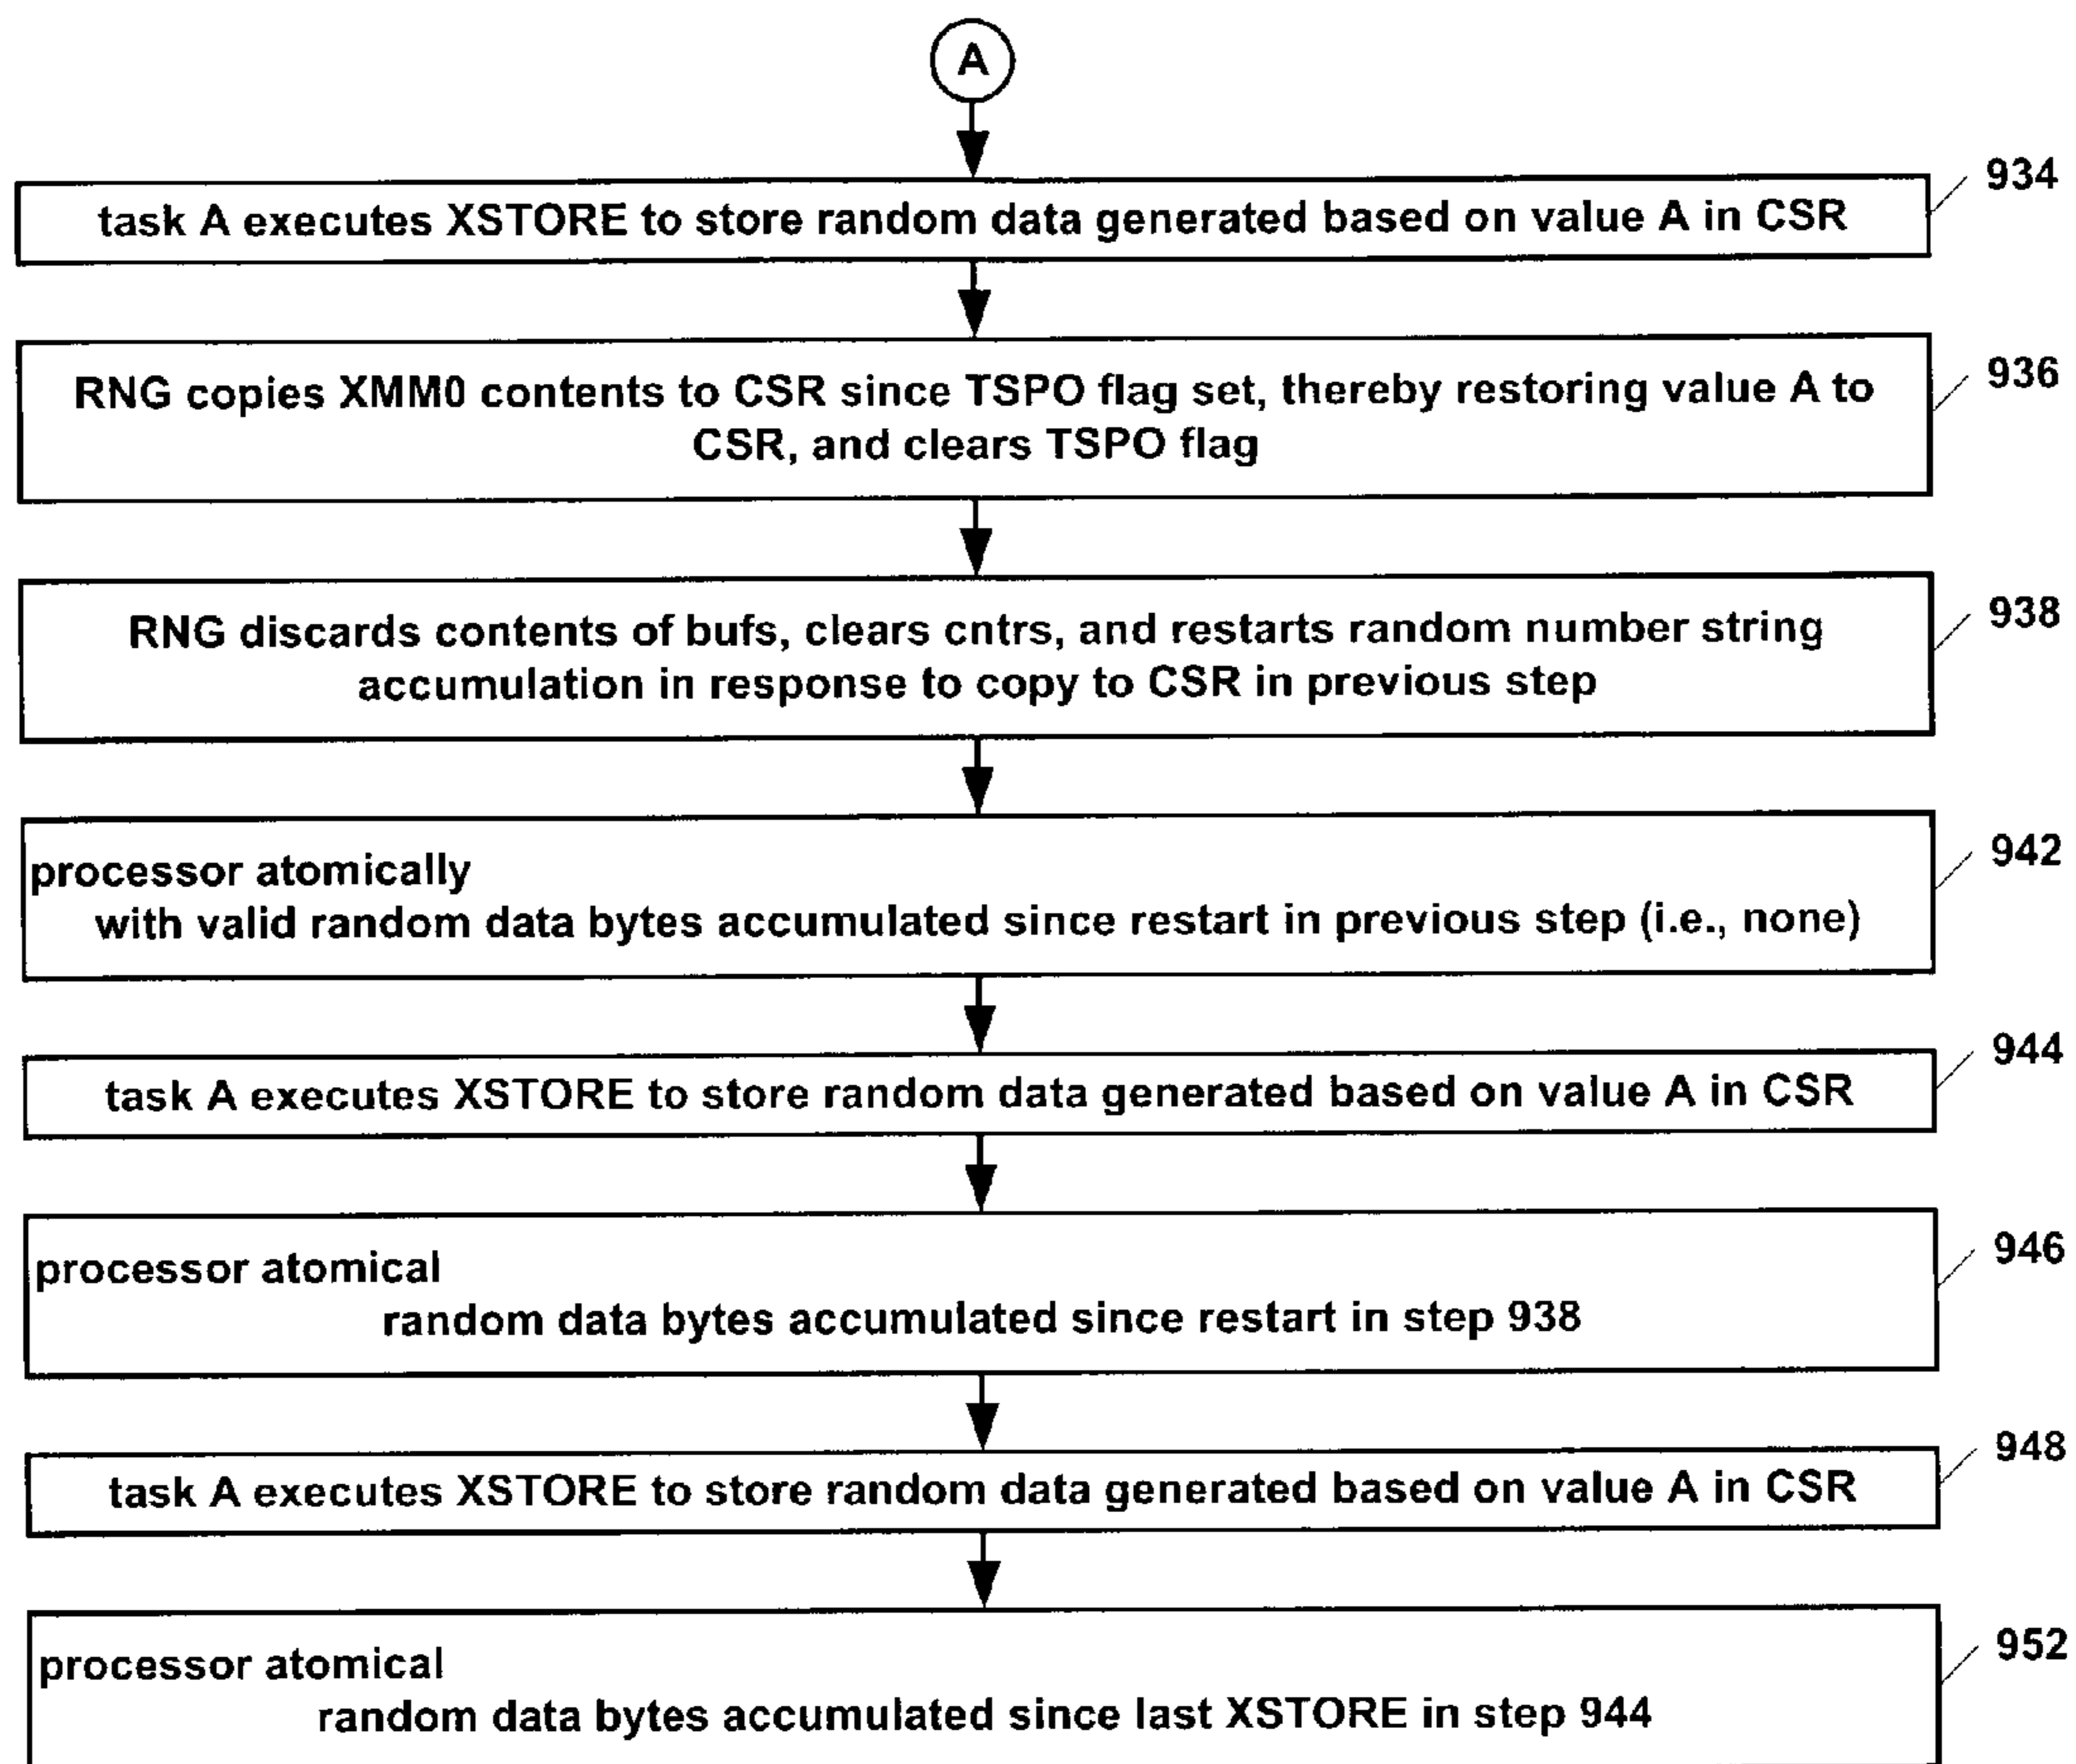 A
934
task A executes XSTORE to store random data generated based on value A in CSR
936
RNG copies XMM0 contents to CSR since TSPO flag set, thereby restoring value A to
CSR, and clears TSPO flag
938
RNG discards contents of bufs, clears cntrs, and restarts random number string
accumulation in response to copy to CSR in previous step
942
processor atomically
with valid random data bytes accumulated since restart in previous step (i.e., none)
944
task A executes XSTORE to store random data generated based on value A in CSR
946
processor atomical
random data bytes accumulated since restart in step 938
948
task A executes XSTORE to store random data generated based on value A in CSR
952
processor atomical
random data bytes accumulated since last XSTORE in step 944